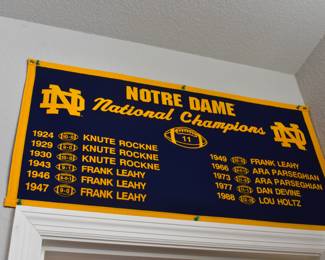 NOTRE DAME
National Champions
11
1924 KNUTE ROCKNE
1929 KNUTE ROCKNE
1930 KNUTE ROCKNE
1943 FRANK LEAHY
1946 FRANK LEAHY
1947 FRANK LEAHY
1949 FRANK LEAHY
1966 ARA PARSEGHIAN
1973 ARA PARSEGHIAN
1977 DAN DEVINE
1988 LOU HOLTZ